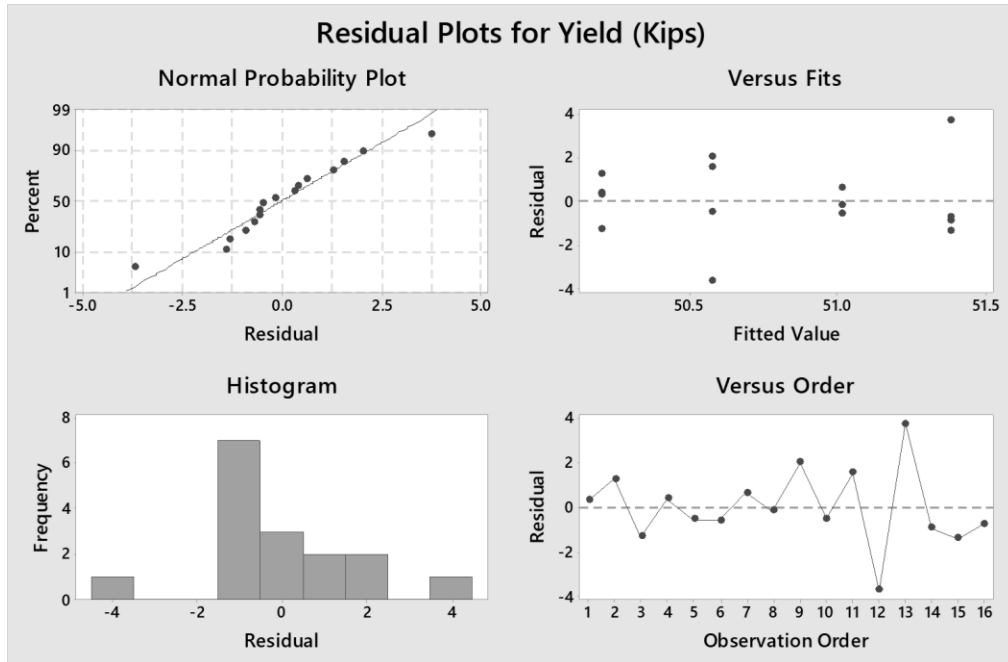 Residual Plots for Yield (Kips)
Normal Probability Plot
99
90
50
10
1
Percent
-5.0 -2.5 0.0 2.5 5.0
Residual
Versus Fits
4
2
0
-2
-4
Residual
50.5 51.0 51.5
Fitted Value
Histogram
8
6
4
2
0
Frequency
-4 -2 0 2 4
Residual
Versus Order
4
2
0
-2
-4
Residual
1 2 3 4 5 6 7 8 9 10 11 12 13 14 15 16
Observation Order